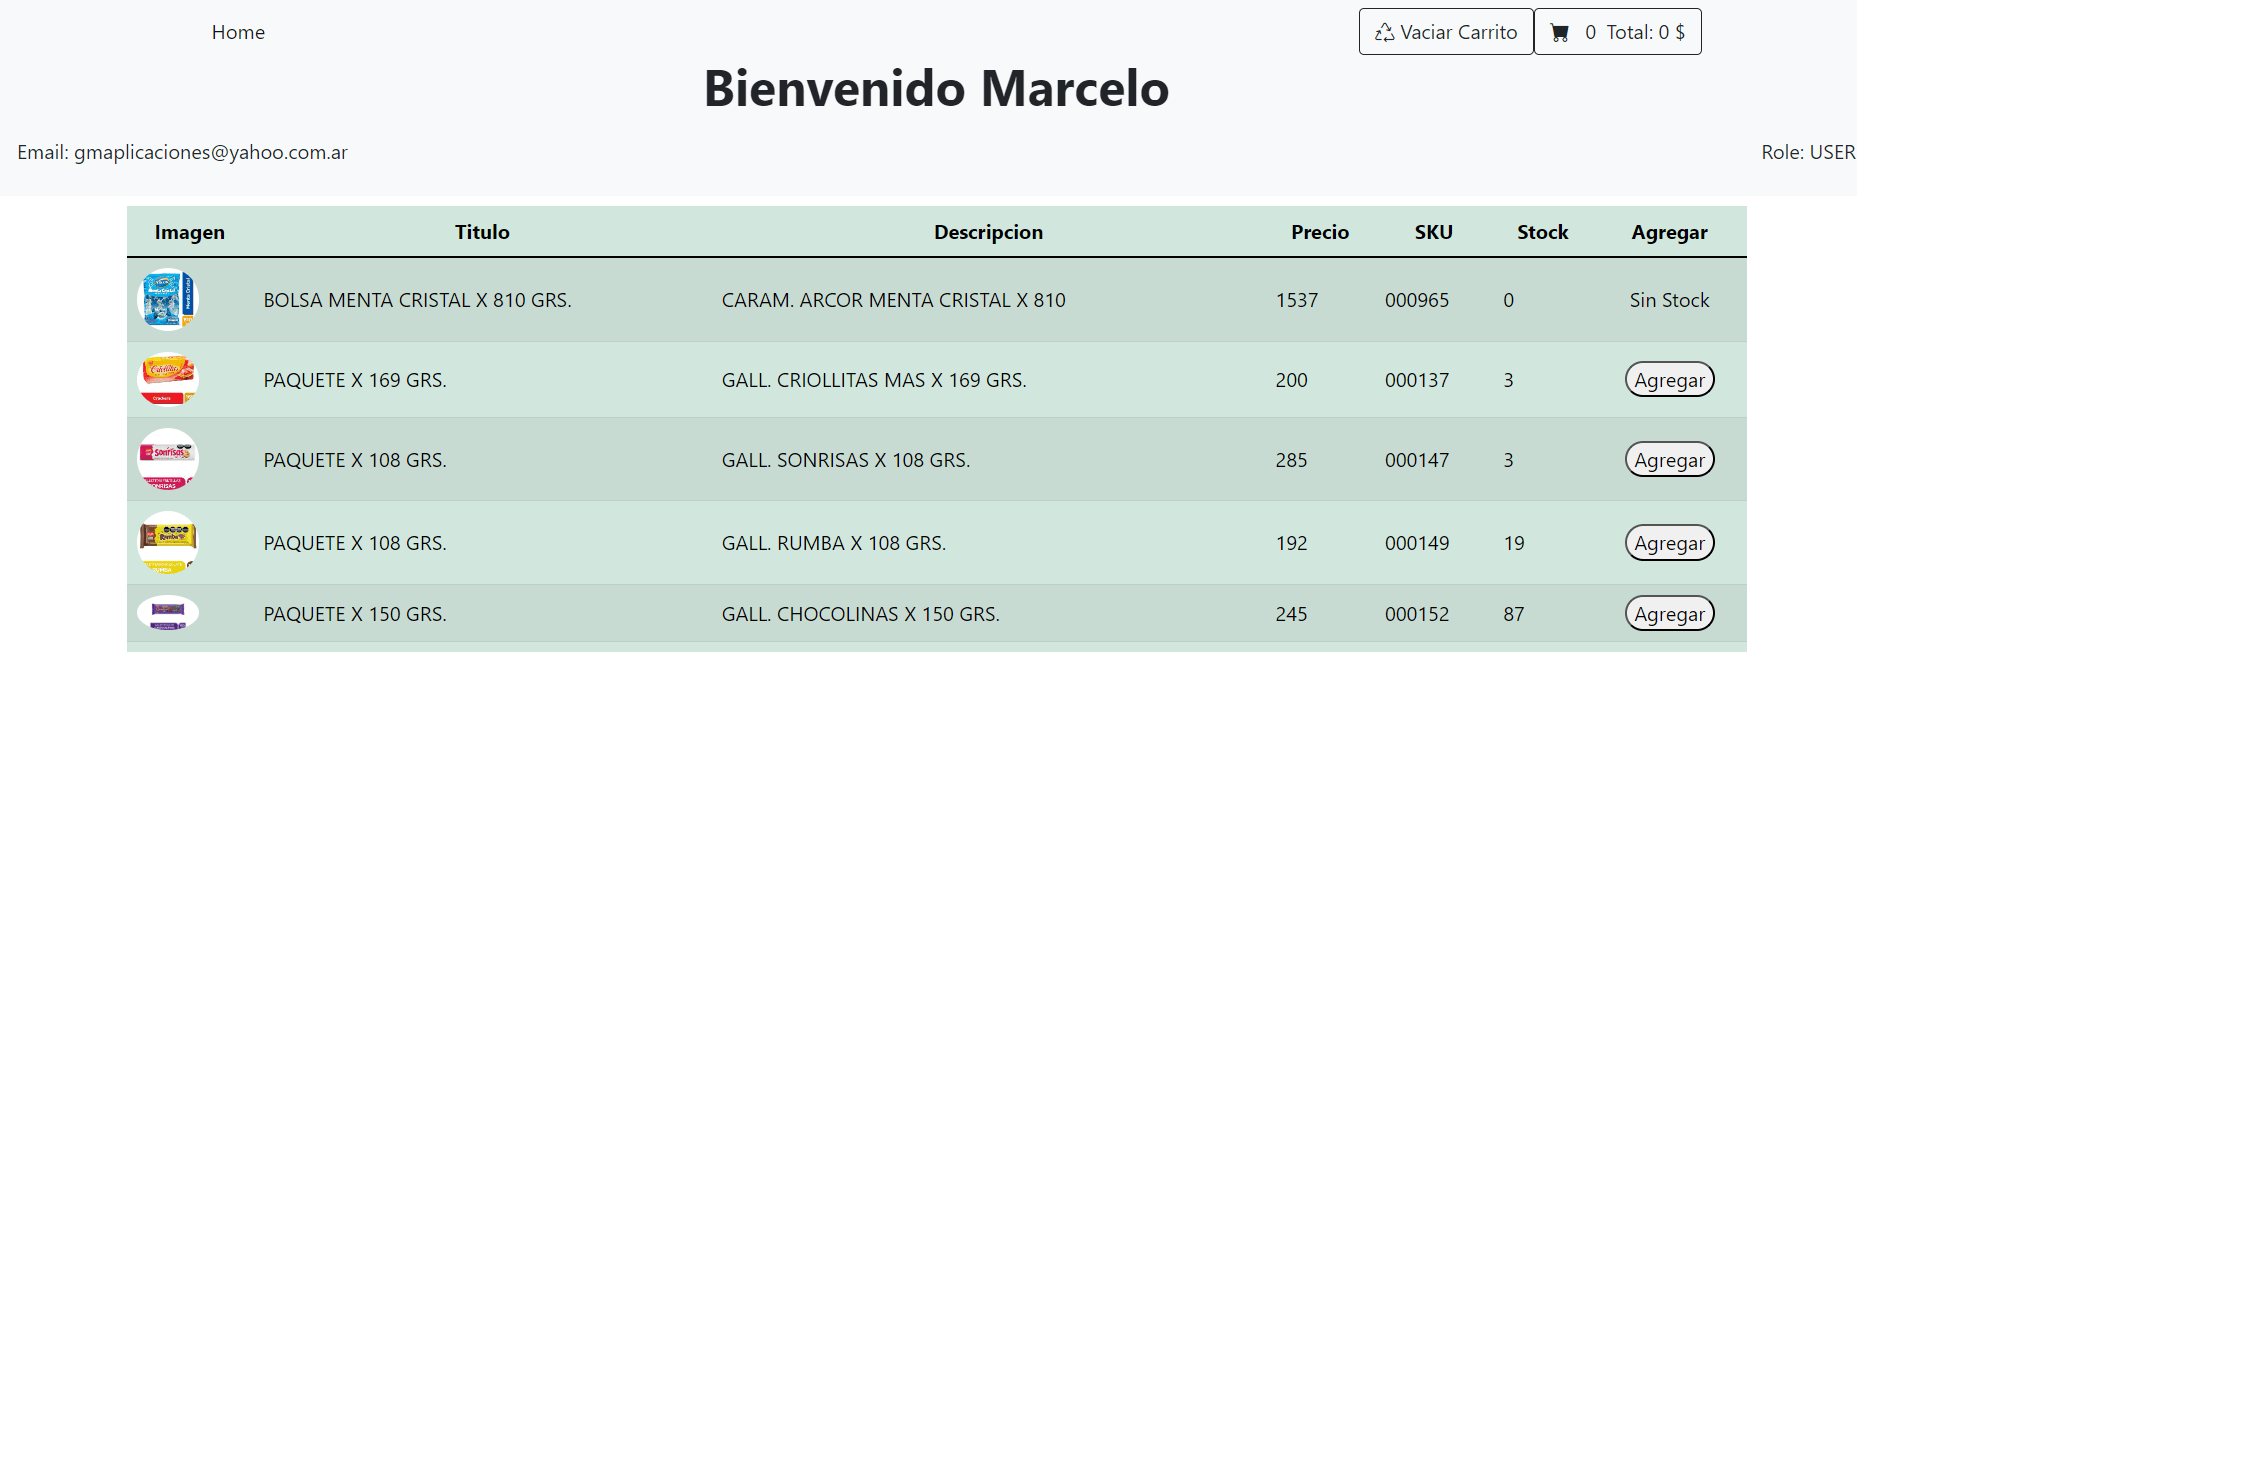 Home
Vaciar Carrito
0 Total: 0 $
Bienvenido Marcelo
Email: gmaplicaciones@yahoo.com.ar
Role: USER
Imagen Titulo Descripcion Precio SKU Stock Agregar
BOLSA MENTA CRISTAL X 810 GRS. CARAM. ARCOR MENTA CRISTAL X 810 1537 000965 0 Sin Stock
PAQUETE X 169 GRS. GALL. CRIOLLITAS MAS X 169 GRS. 200 000137 3 Agregar
Crackers
PAQUETE X 108 GRS. GALL. SONRISAS X 108 GRS. 285 000147 3 Agregar
Sonrisas
PAQUETE X 108 GRS. GALL. RUMBA X 108 GRS. 192 000149 19 Agregar
Rumba
PAQUETE X 150 GRS. GALL. CHOCOLINAS X 150 GRS. 245 000152 87 Agregar